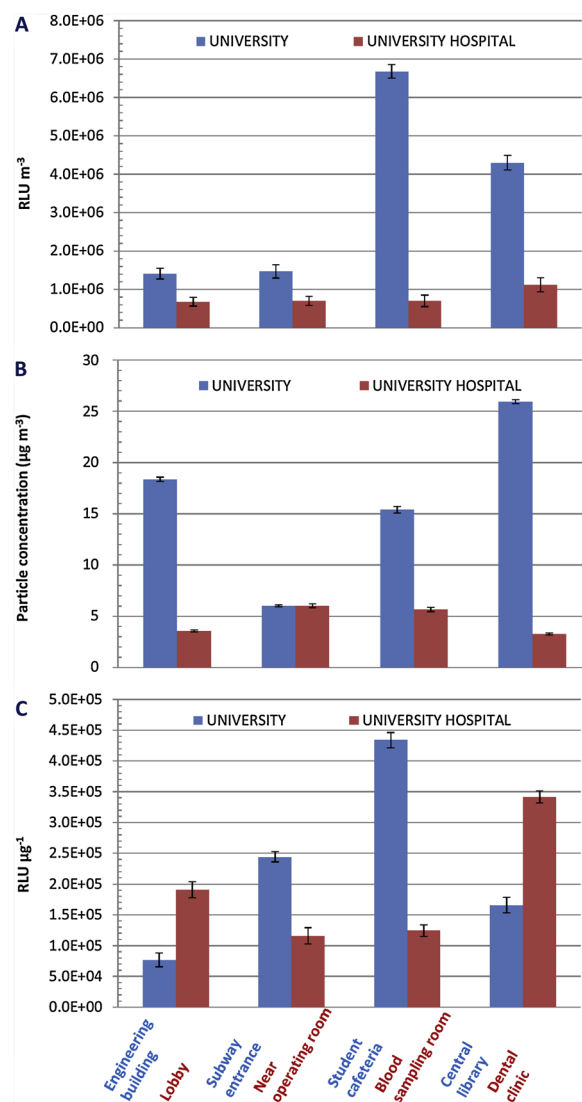 A
8.0E+06
UNIVERSITY
UNIVERSITY HOSPITAL
7.0E+06
6.0E+06
5.0E+06
4.0E+06
3.0E+06
2.0E+06
1.0E+06
0.0E+00
RLU m⁻³
B
30
UNIVERSITY
UNIVERSITY HOSPITAL
25
20
15
10
5
0
Particle concentration (µg m⁻³)
C
5.0E+05
UNIVERSITY
UNIVERSITY HOSPITAL
4.5E+05
4.0E+05
3.5E+05
3.0E+05
2.5E+05
2.0E+05
1.5E+05
1.0E+05
5.0E+04
0.0E+00
RLU µg⁻¹
Engineering
building
Lobby
Subway
entrance
Near
operating room
Student
cafeteria
Blood
sampling room
Central
library
Dental
clinic